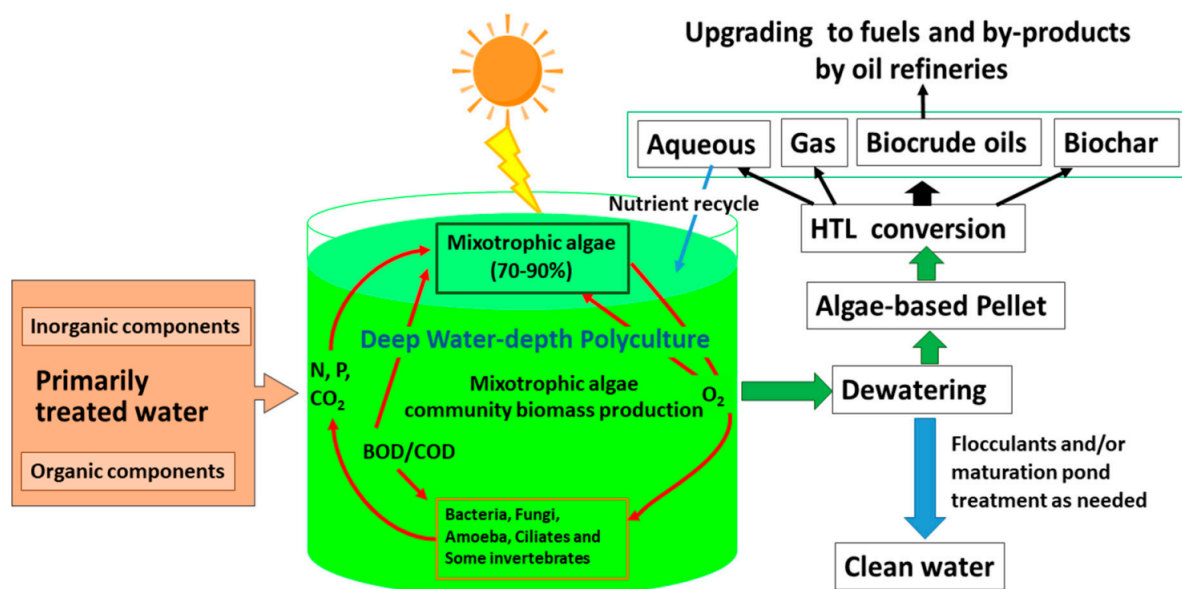 Upgrading to fuels and by-products
by oil refineries
Aqueous
Gas
Biocrude oils
Biochar
Nutrient recycle
HTL conversion
Mixotrophic algae
(70-90%)
Inorganic components
Primarily
treated water
Organic components
Algae-based Pellet
Deep Water-depth Polyculture
N, P,
CO2
Mixotrophic algae
community biomass production
O2
Dewatering
BOD/COD
Flocculants and/or
maturation pond
treatment as needed
Bacteria, Fungi,
Amoeba, Ciliates and
Some invertebrates
Clean water